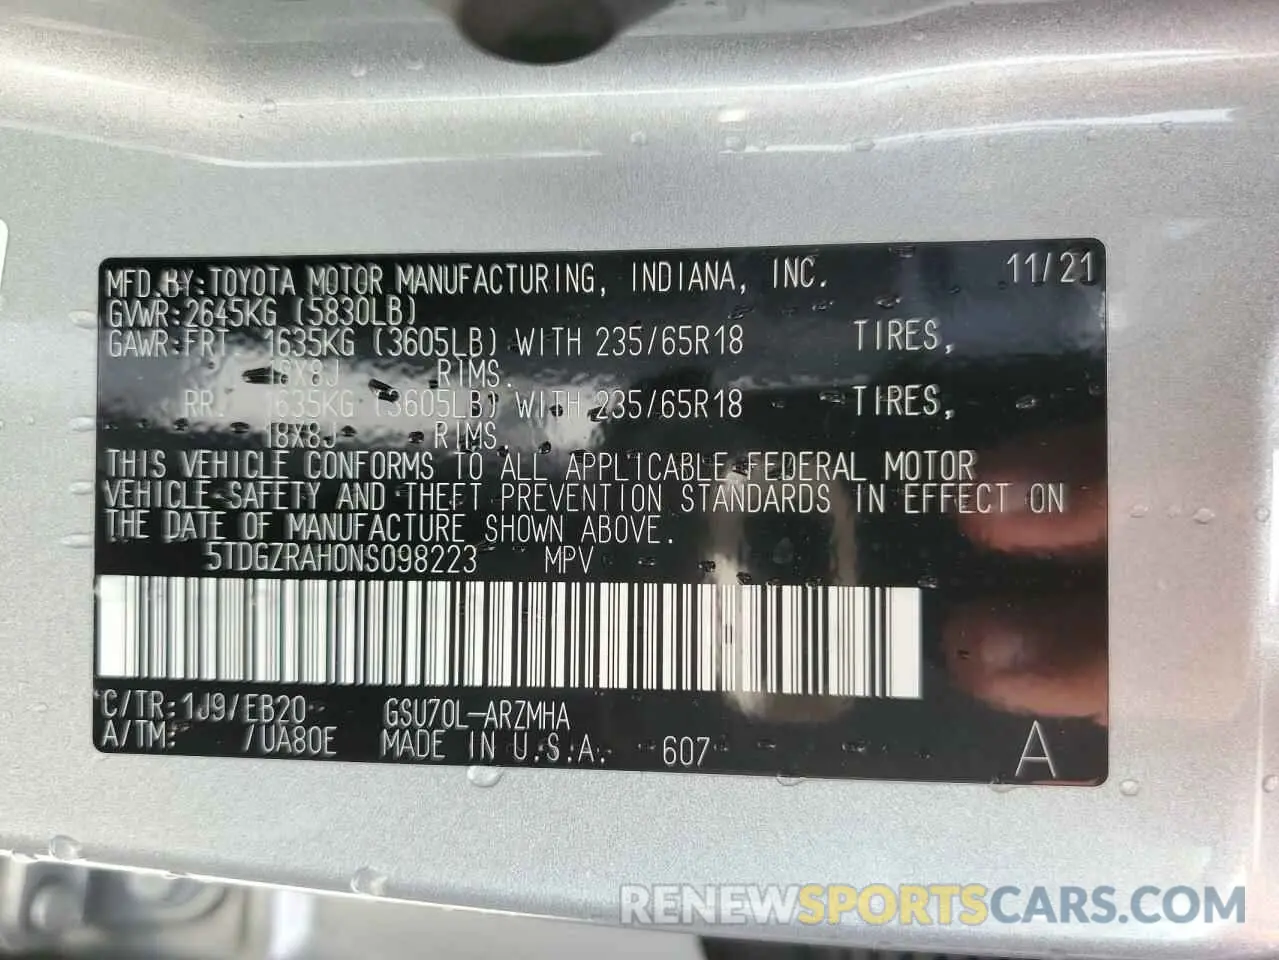 MFD.BY:TOYOTA MOTOR MANUFACTURING, INDIANA, INC. 11/21
GVWR:2645KG (5830LB)
GAWR:FRT. 1635KG (3605LB) WITH 235/65R18 TIRES,
18X8J RIMS.
RR. 1635KG (3605LB) WITH 235/65R18 TIRES,
18X8J RIMS.
THIS VEHICLE CONFORMS TO ALL APPLICABLE FEDERAL MOTOR
VEHICLE SAFETY AND THEFT PREVENTION STANDARDS IN EFFECT ON
THE DATE OF MANUFACTURE SHOWN ABOVE.
5TDGZRAH0NS098223 MPV
C/TR:1J9/EB20 GSU70L-ARZMHA
A/TM: /UA80E MADE IN U.S.A. 607 A
RENEWSPORTSCARS.COM